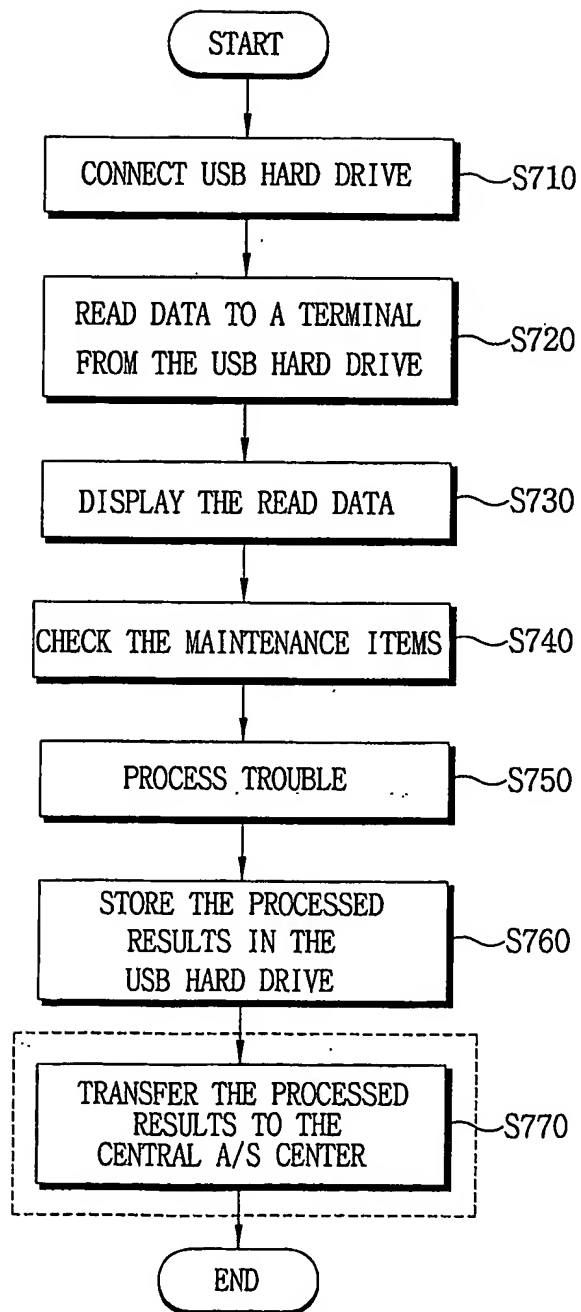 START
CONNECT USB HARD DRIVE
S710
READ DATA TO A TERMINAL
FROM THE USB HARD DRIVE
S720
DISPLAY THE READ DATA
S730
CHECK THE MAINTENANCE ITEMS
S740
PROCESS TROUBLE
S750
STORE THE PROCESSED
RESULTS IN THE
USB HARD DRIVE
S760
TRANSFER THE PROCESSED
RESULTS TO THE
CENTRAL A/S CENTER
S770
END